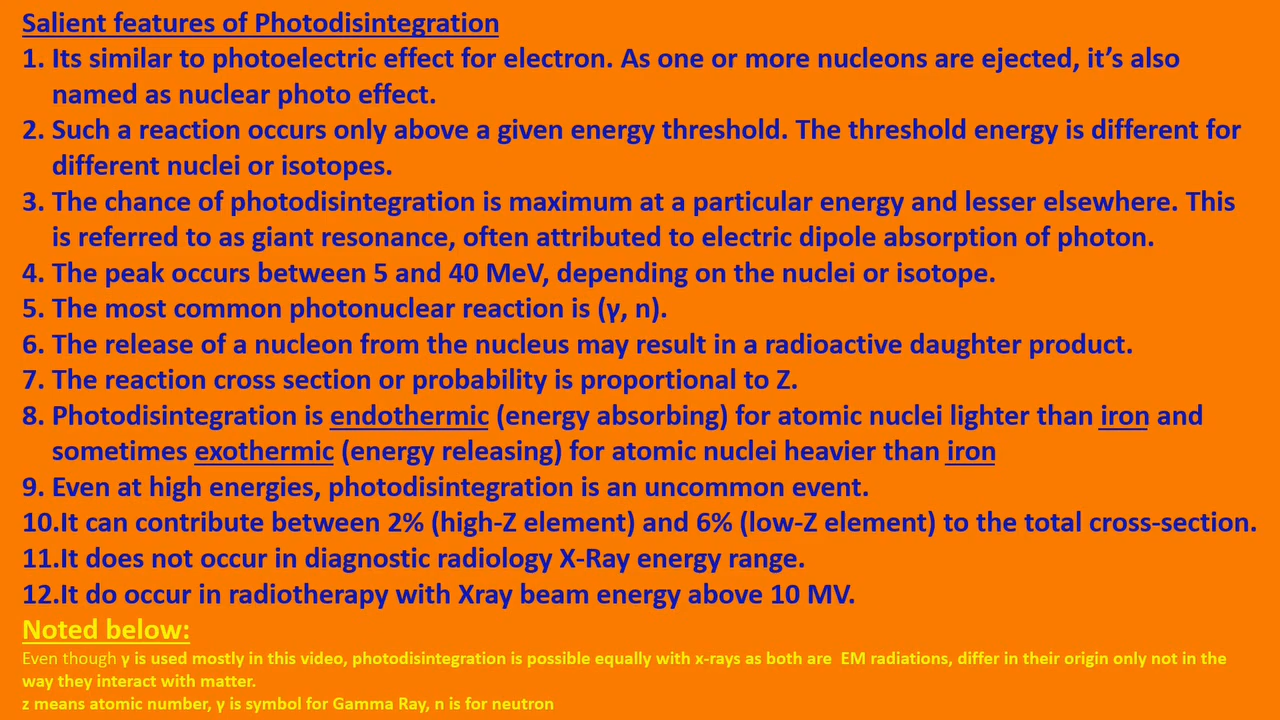 Salient features of Photodisintegration
1. Its similar to photoelectric effect for electron. As one or more nucleons are ejected, it’s also
named as nuclear photo effect.
2. Such a reaction occurs only above a given energy threshold. The threshold energy is different for
different nuclei or isotopes.
3. The chance of photodisintegration is maximum at a particular energy and lesser elsewhere. This
is referred to as giant resonance, often attributed to electric dipole absorption of photon.
4. The peak occurs between 5 and 40 MeV, depending on the nuclei or isotope.
5. The most common photonuclear reaction is (γ, n).
6. The release of a nucleon from the nucleus may result in a radioactive daughter product.
7. The reaction cross section or probability is proportional to Z.
8. Photodisintegration is endothermic (energy absorbing) for atomic nuclei lighter than iron and
sometimes exothermic (energy releasing) for atomic nuclei heavier than iron
9. Even at high energies, photodisintegration is an uncommon event.
10.It can contribute between 2% (high-Z element) and 6% (low-Z element) to the total cross-section.
11.It does not occur in diagnostic radiology X-Ray energy range.
12.It do occur in radiotherapy with Xray beam energy above 10 MV.
Noted below:
Even though γ is used mostly in this video, photodisintegration is possible equally with x-rays as both are EM radiations, differ in their origin only not in the
way they interact with matter.
z means atomic number, γ is symbol for Gamma Ray, n is for neutron